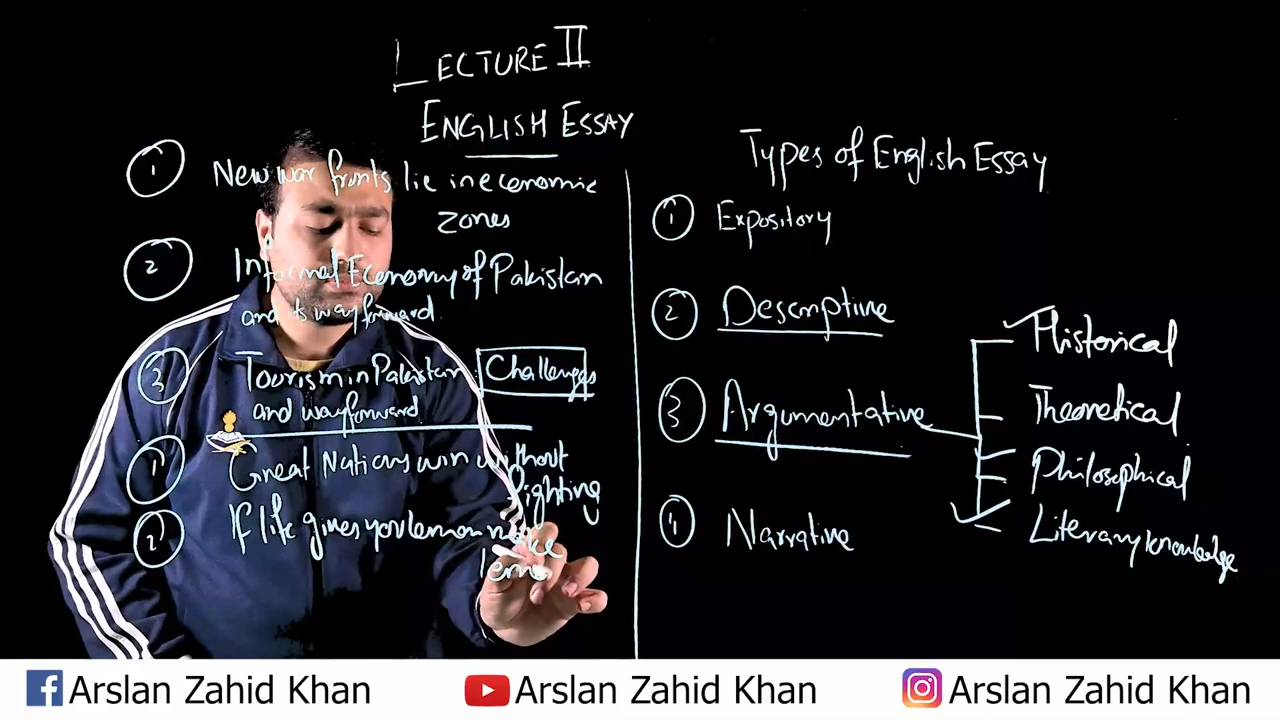 LECTURE II
ENGLISH ESSAY
1 New war fronts lie in economic
zones
2 Informal Economy of Pakistan
and its way forward.
3 Tourism in Pakistan Challenges
and wayforward
1 Great Nations win without
fighting
2 If life gives you lemon make
lemo
Types of English Essay
1 Expository
2 Descriptive
3 Argumentative
4 Narrative
Historical
Theoretical
Philosophical
Literary knowledge
Arslan Zahid Khan
Arslan Zahid Khan
Arslan Zahid Khan